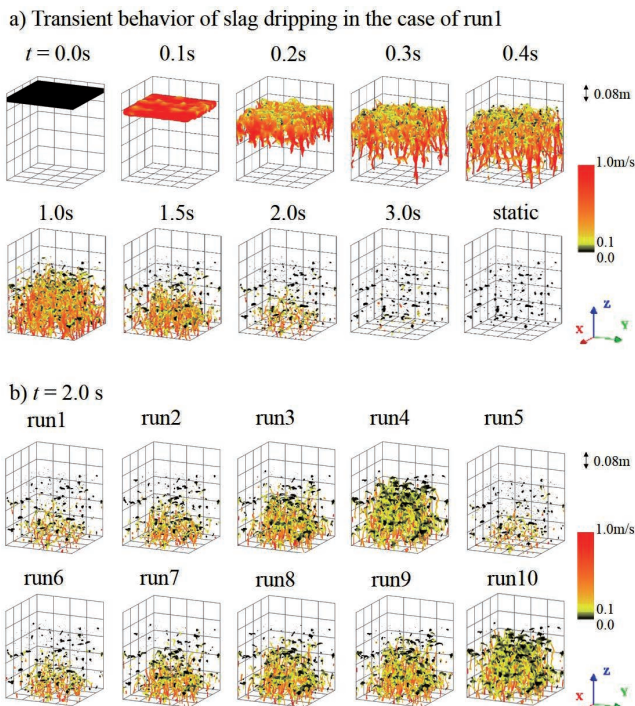 a) Transient behavior of slag dripping in the case of run1
t = 0.0s 0.1s 0.2s 0.3s 0.4s
0.08m
1.0m/s
0.1
0.0
1.0s 1.5s 2.0s 3.0s static
Z
X Y
b) t = 2.0 s
run1 run2 run3 run4 run5
0.08m
1.0m/s
0.1
0.0
run6 run7 run8 run9 run10
Z
X Y